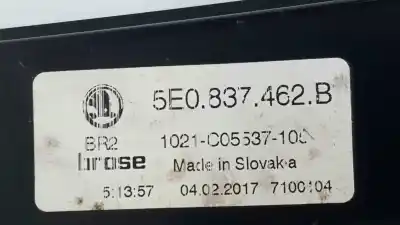 5E0.837.462.B
BR2
1021-C05537-10
brose
Made in Slovakia
5:13:57 04.02.2017 7100104